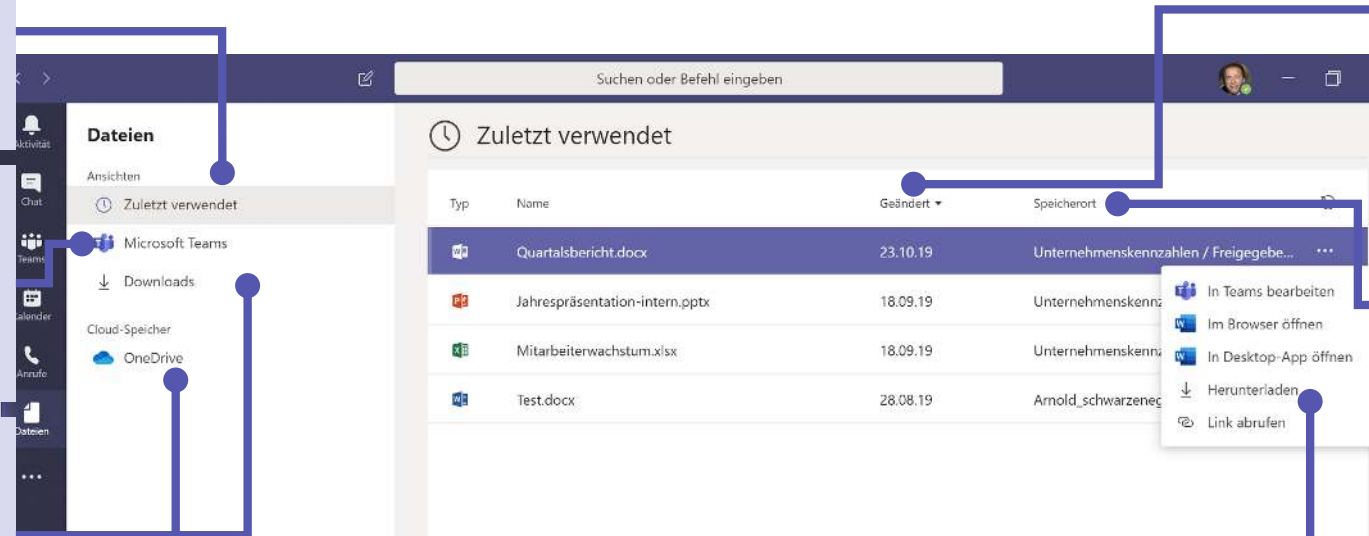 Suchen oder Befehl eingeben
Aktivität
Chat
Teams
Kalender
Anrufe
Dateien
Dateien
Ansichten
Zuletzt verwendet
Microsoft Teams
Downloads
Cloud-Speicher
OneDrive
Zuletzt verwendet
Typ Name Geändert Speicherort
Quartalsbericht.docx 23.10.19 Unternehmenskennzahlen / Freigegebe... ...
Jahrespräsentation-intern.pptx 18.09.19 Unternehmenskennz
Mitarbeiterwachstum.xlsx 18.09.19 Unternehmenskennz
Test.docx 28.08.19 Arnold_schwarzeneg
In Teams bearbeiten
Im Browser öffnen
In Desktop-App öffnen
Herunterladen
Link abrufen